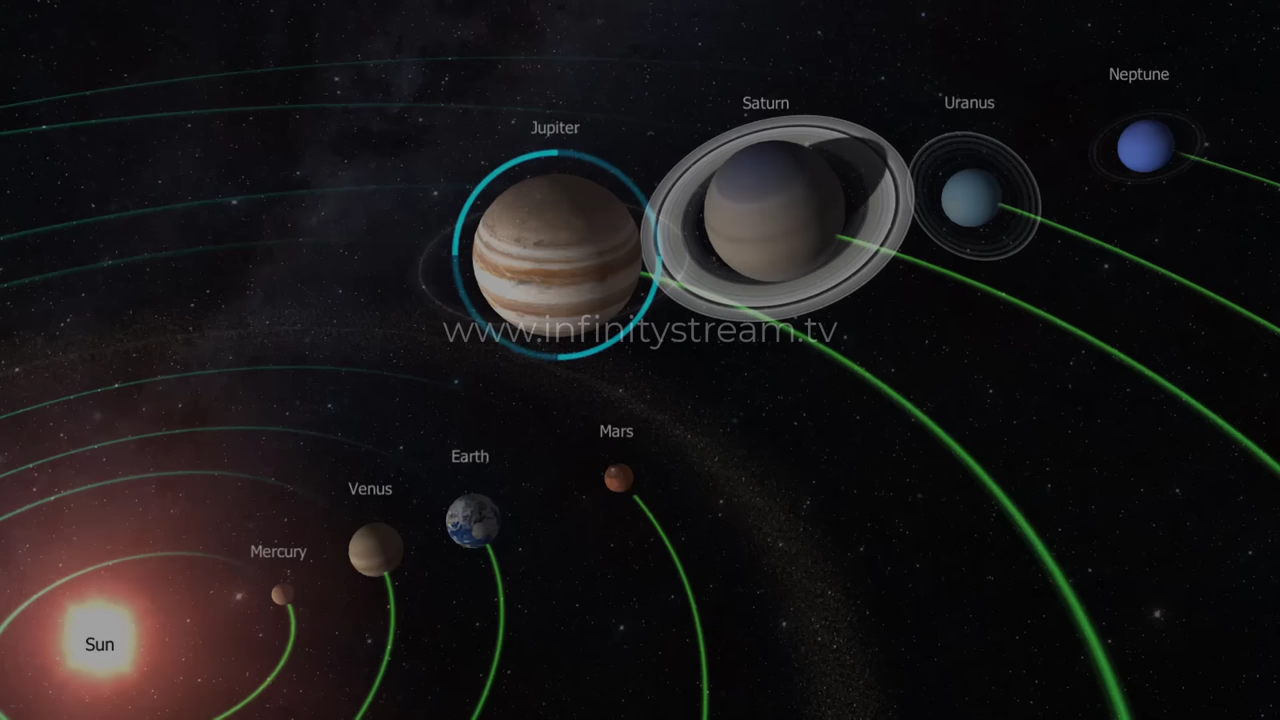 Neptune
Saturn
Uranus
Jupiter
www.infinitystream.tv
Mars
Earth
Venus
Mercury
Sun